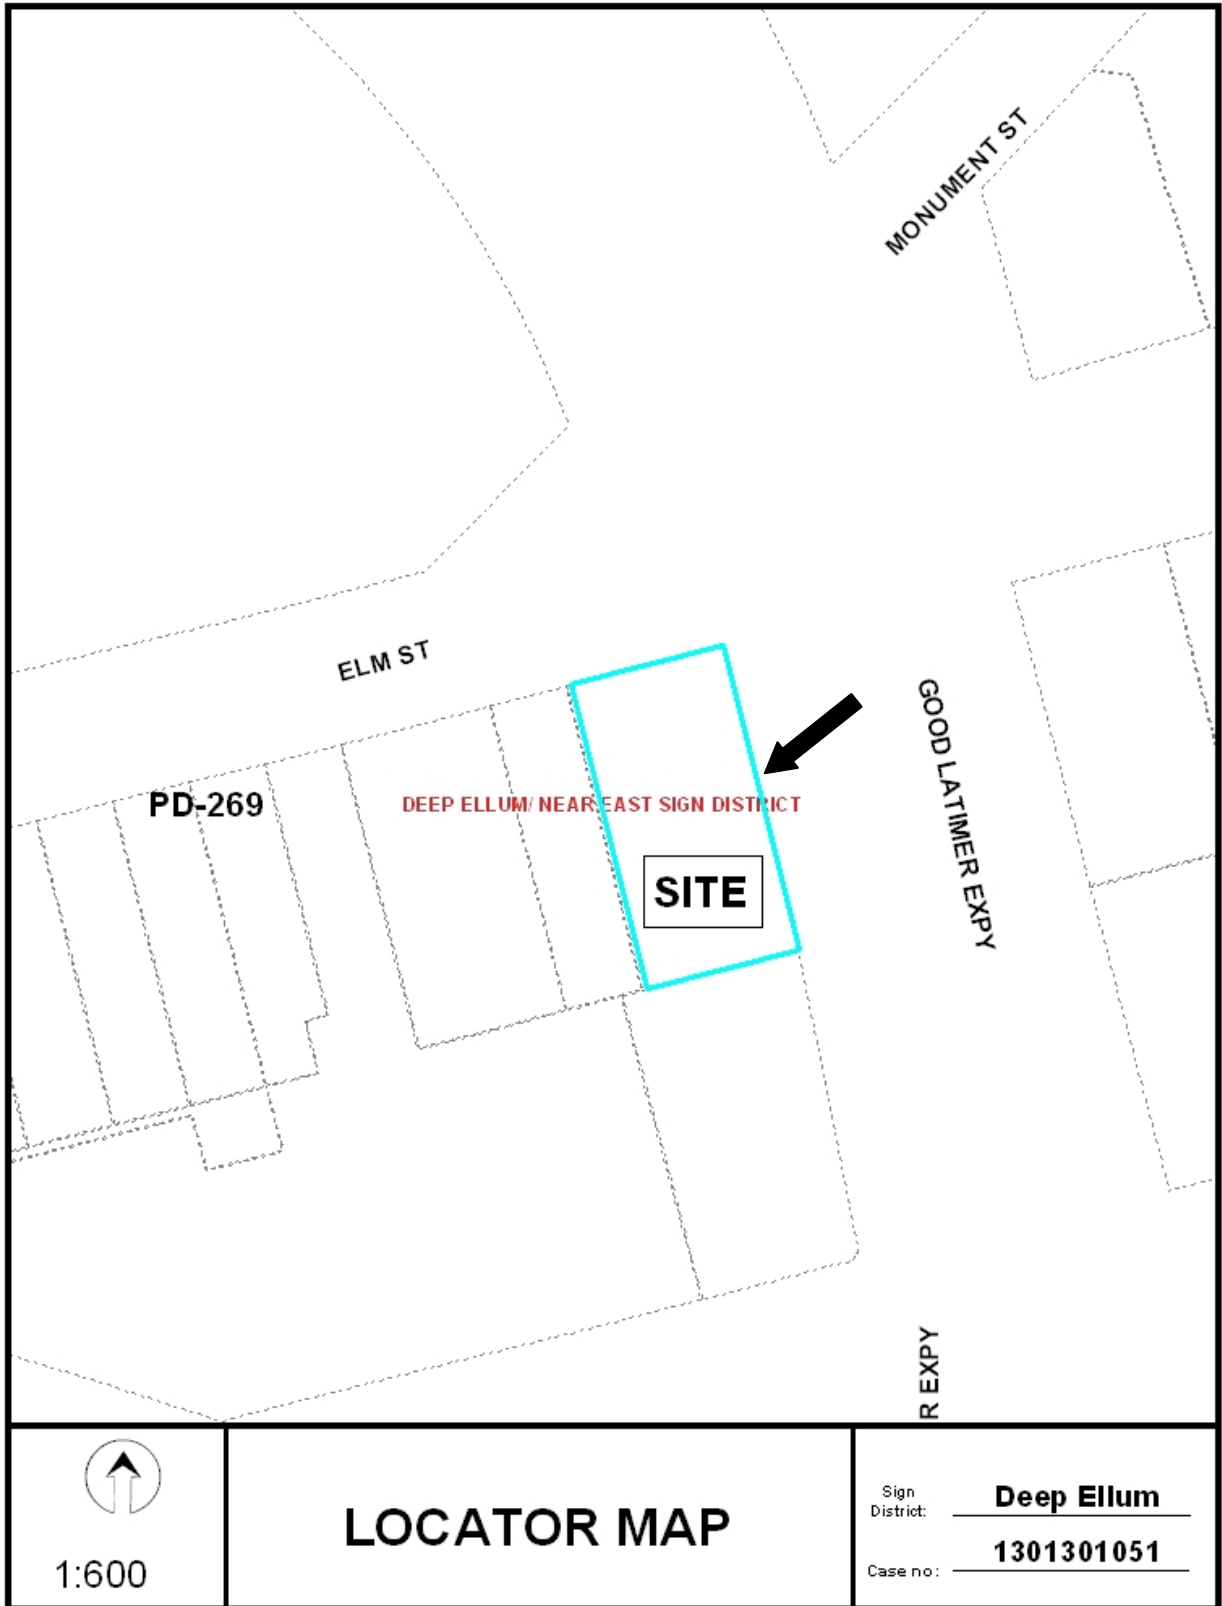 MONUMENT ST
ELM ST
GOOD LATIMER EXPY
PD-269
DEEP ELLUM/ NEAR EAST SIGN DISTRICT
SITE
R EXPY
1:600
LOCATOR MAP
Sign District: Deep Ellum
Case no: 1301301051